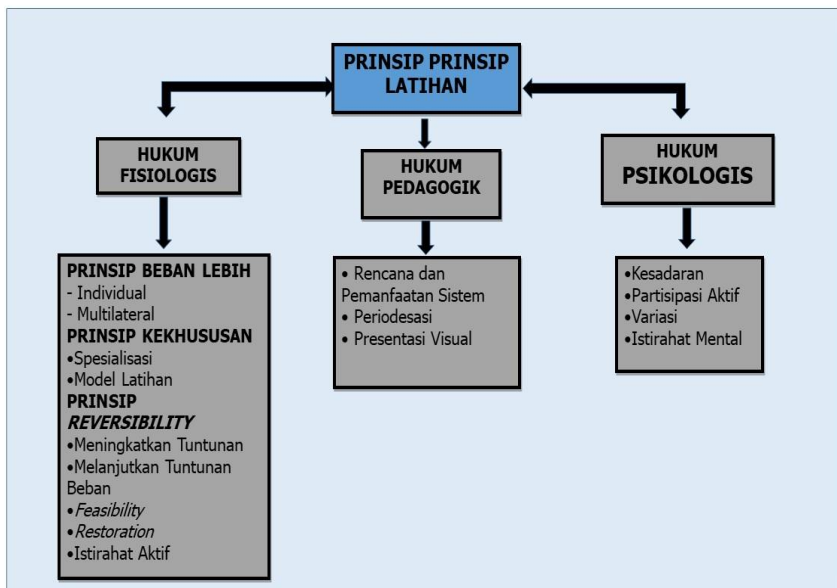 PRINSIP PRINSIP
LATIHAN
HUKUM
FISIOLOGIS
HUKUM
PEDAGOGIK
HUKUM
PSIKOLOGIS
PRINSIP BEBAN LEBIH
- Individual
- Multilateral
PRINSIP KEKHUSUSAN
•Spesialisasi
•Model Latihan
PRINSIP
REVERSIBILITY
•Meningkatkan Tuntunan
•Melanjutkan Tuntunan
Beban
•Feasibility
•Restoration
•Istirahat Aktif
• Rencana dan
Pemanfaatan Sistem
• Periodesasi
• Presentasi Visual
•Kesadaran
•Partisipasi Aktif
•Variasi
•Istirahat Mental